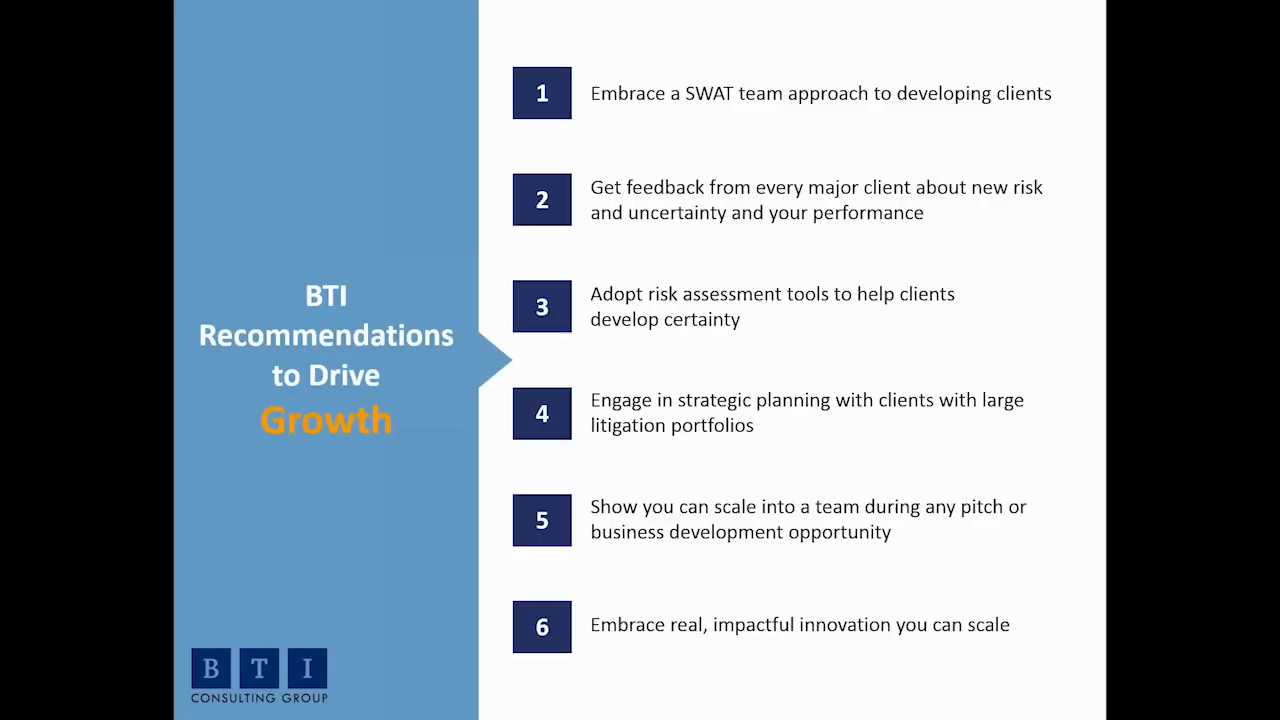 BTI
Recommendations
to Drive
Growth
1
Embrace a SWAT team approach to developing clients
2
Get feedback from every major client about new risk
and uncertainty and your performance
3
Adopt risk assessment tools to help clients
develop certainty
4
Engage in strategic planning with clients with large
litigation portfolios
5
Show you can scale into a team during any pitch or
business development opportunity
6
Embrace real, impactful innovation you can scale
B T I
CONSULTING GROUP